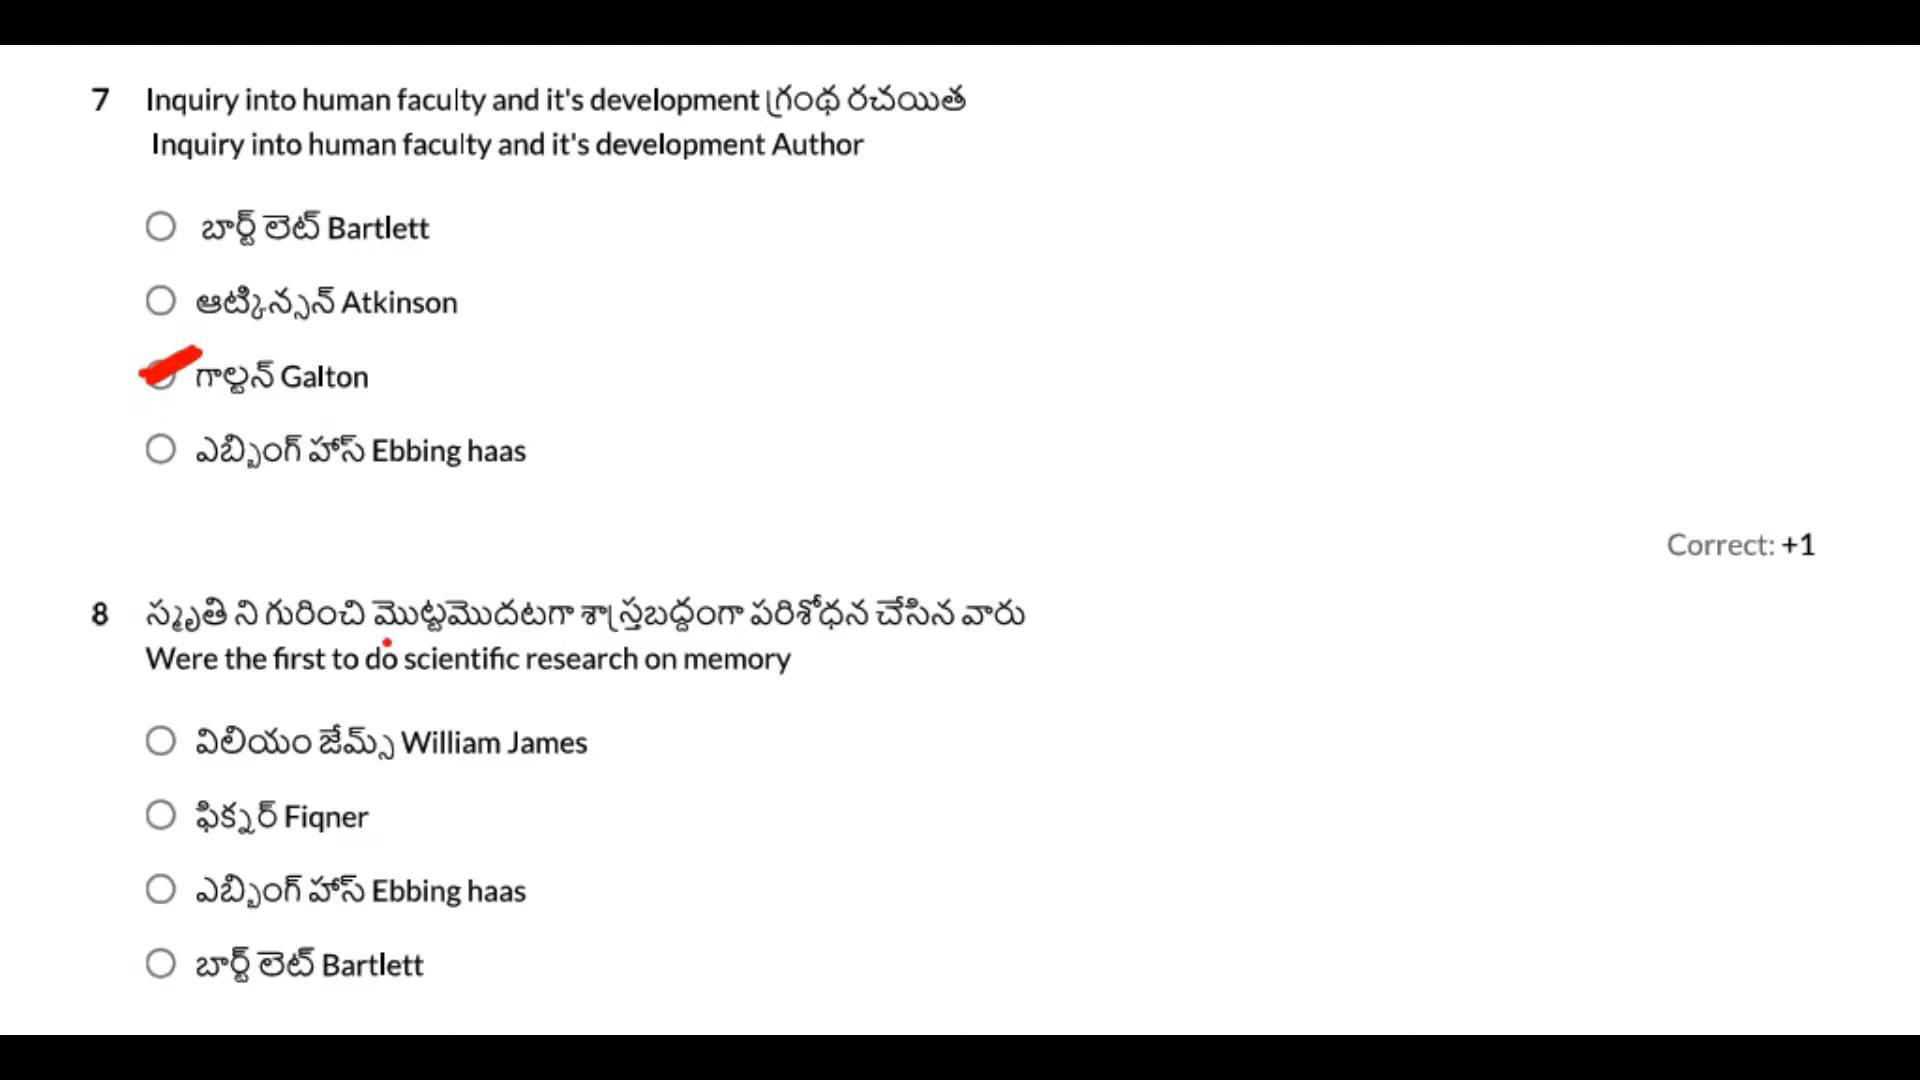 7 Inquiry into human faculty and it's development గ్రంథ రచయిత
Inquiry into human faculty and it's development Author
బార్ట్ లెట్ Bartlett
ఆట్కిన్సన్ Atkinson
గాల్టన్ Galton
ఎబ్బింగ్ హాస్ Ebbing haas
Correct: +1
8 స్మృతి ని గురించి మొట్టమొదటగా శాస్త్రబద్దంగా పరిశోధన చేసిన వారు
Were the first to do scientific research on memory
విలియం జేమ్స్ William James
ఫిక్నర్ Fiqner
ఎబ్బింగ్ హాస్ Ebbing haas
బార్ట్ లెట్ Bartlett